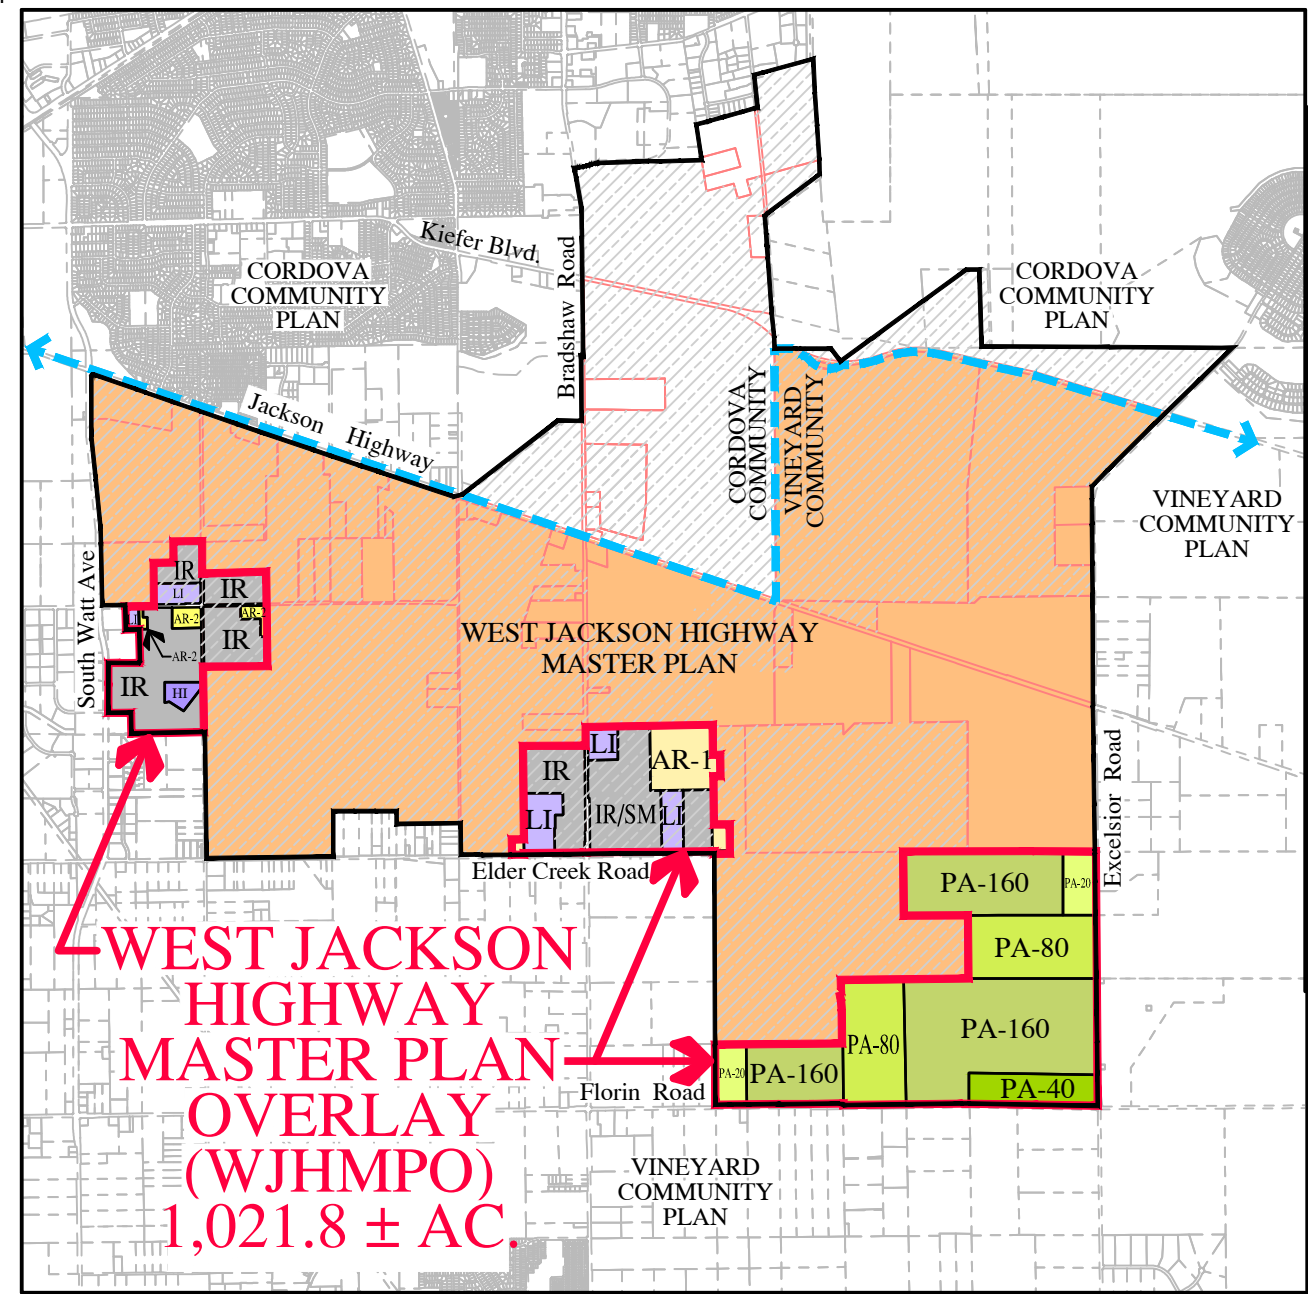 Kiefer Blvd.
CORDOVA
COMMUNITY
PLAN
Bradshaw Road
CORDOVA
COMMUNITY
PLAN
Jackson Highway
CORDOVA
COMMUNITY
VINEYARD
COMMUNITY
VINEYARD
COMMUNITY
PLAN
South Watt Ave
IR
LI
IR
LI
AR-2
AR-2
IR
AR-2
IR
HI
WEST JACKSON HIGHWAY
MASTER PLAN
LI
AR-1
IR
LI
IR/SM
LI
Elder Creek Road
Excelsior Road
PA-160
PA-20
PA-80
PA-160
PA-80
PA-20
PA-160
PA-40
Florin Road
WEST JACKSON
HIGHWAY
MASTER PLAN
OVERLAY
(WJHMPO)
1,021.8 ± AC.
VINEYARD
COMMUNITY
PLAN